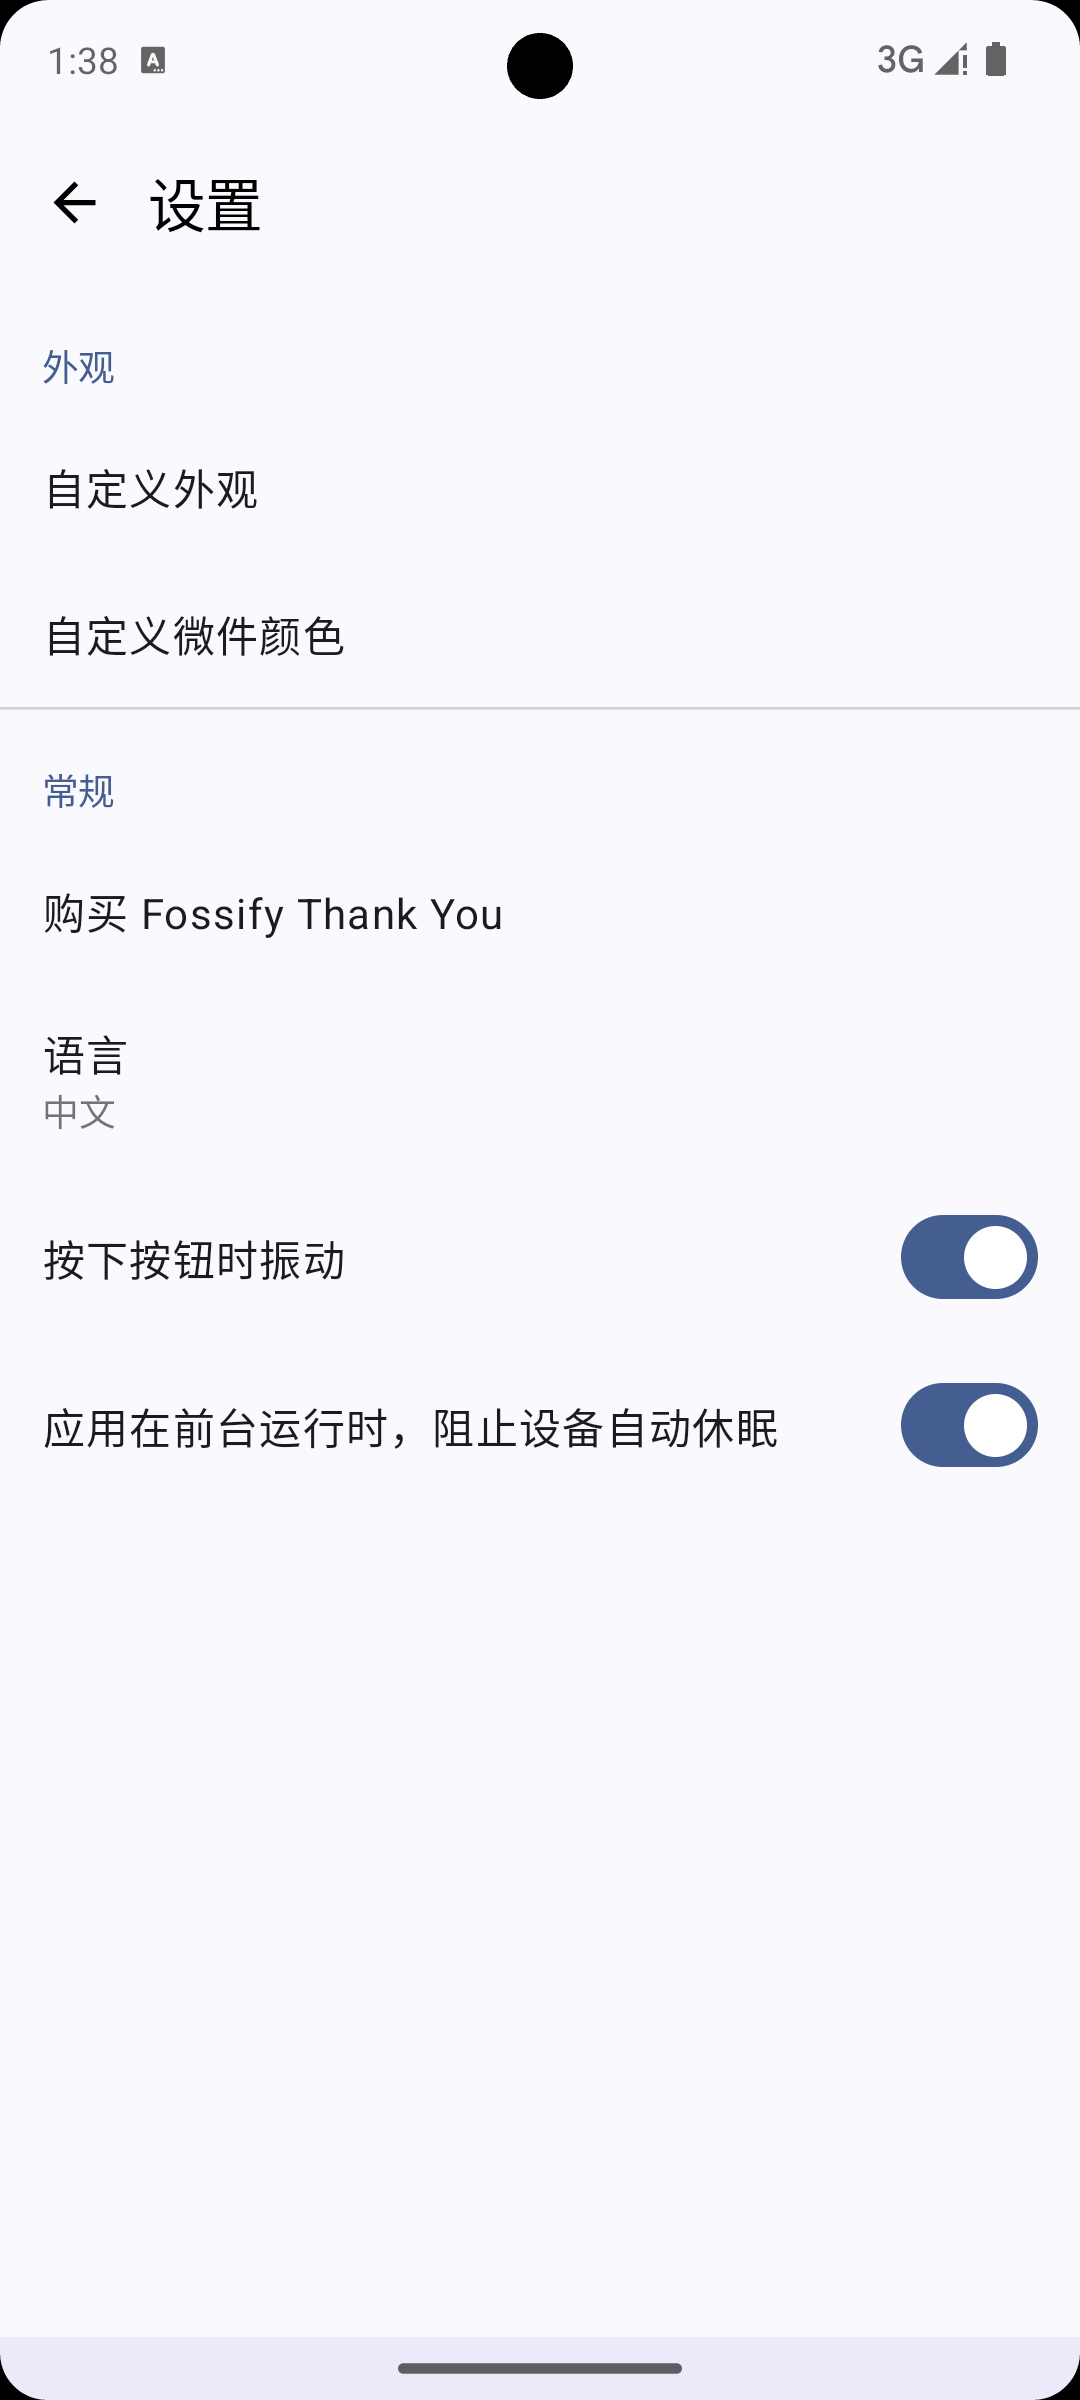 1:38
3G
设置
外观
自定义外观
自定义微件颜色
常规
购买 Fossify Thank You
语言
中文
按下按钮时振动
应用在前台运行时，阻止设备自动休眠